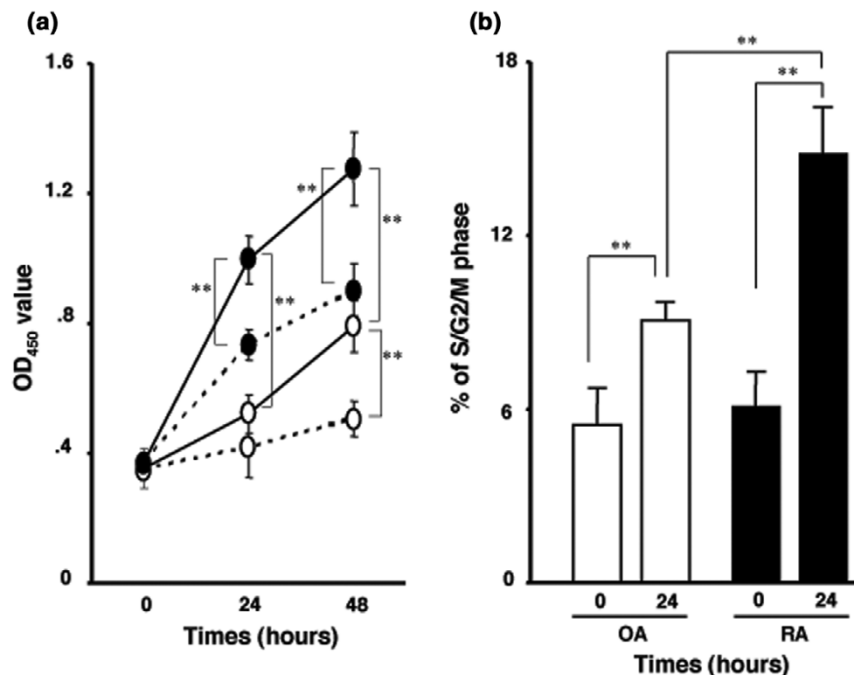 (a)
1.6
1.2
.8
.4
0
OD450 value
**
**
**
**
**
0 24 48
Times (hours)
(b)
18
12
6
0
% of S/G2/M phase
**
**
**
0 24 0 24
OA RA
Times (hours)